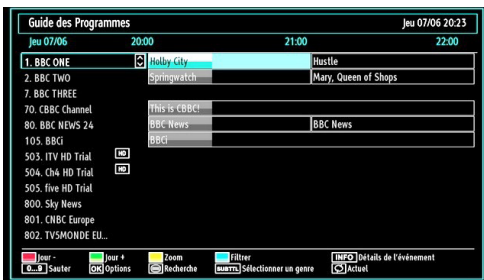 Guide des Programmes Jeu 07/06 20:23
Jeu 07/06 20:00 21:00 22:00
1. BBC ONE Holby City Hustle
2. BBC TWO Springwatch Mary, Queen of Shops
7. BBC THREE
70. CBBC Channel This is CBBC!
80. BBC NEWS 24 BBC News BBC News
105. BBCi BBCi
503. ITV HD Trial HD
504. Ch4 HD Trial HD
505. five HD Trial
800. Sky News
801. CNBC Europe
802. TV5MONDE EU...
Jour - Jour + Zoom Filtrer INFO Détails de l'événement
0...9 Sauter OK Options Recherche SUBTTL Sélectionner un genre Actuel